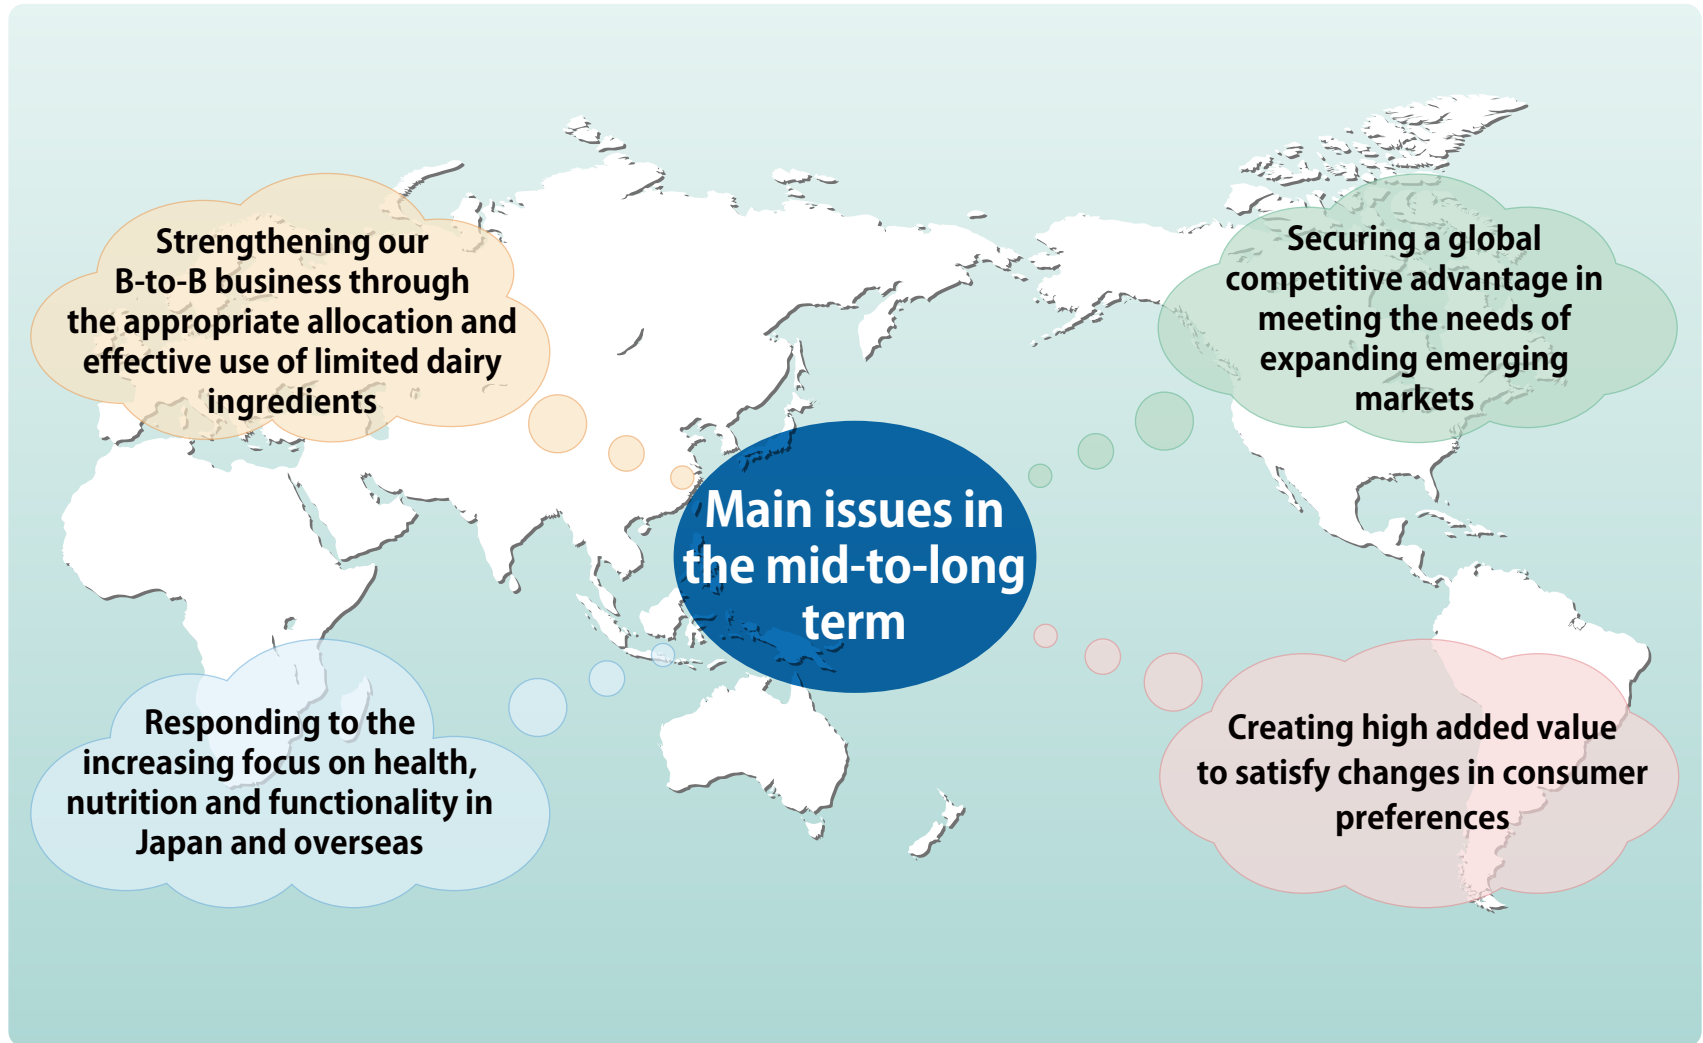 Strengthening our
B-to-B business through
the appropriate allocation and
effective use of limited dairy
ingredients
Securing a global
competitive advantage in
meeting the needs of
expanding emerging
markets
Main issues in
the mid-to-long
term
Responding to the
increasing focus on health,
nutrition and functionality in
Japan and overseas
Creating high added value
to satisfy changes in consumer
preferences